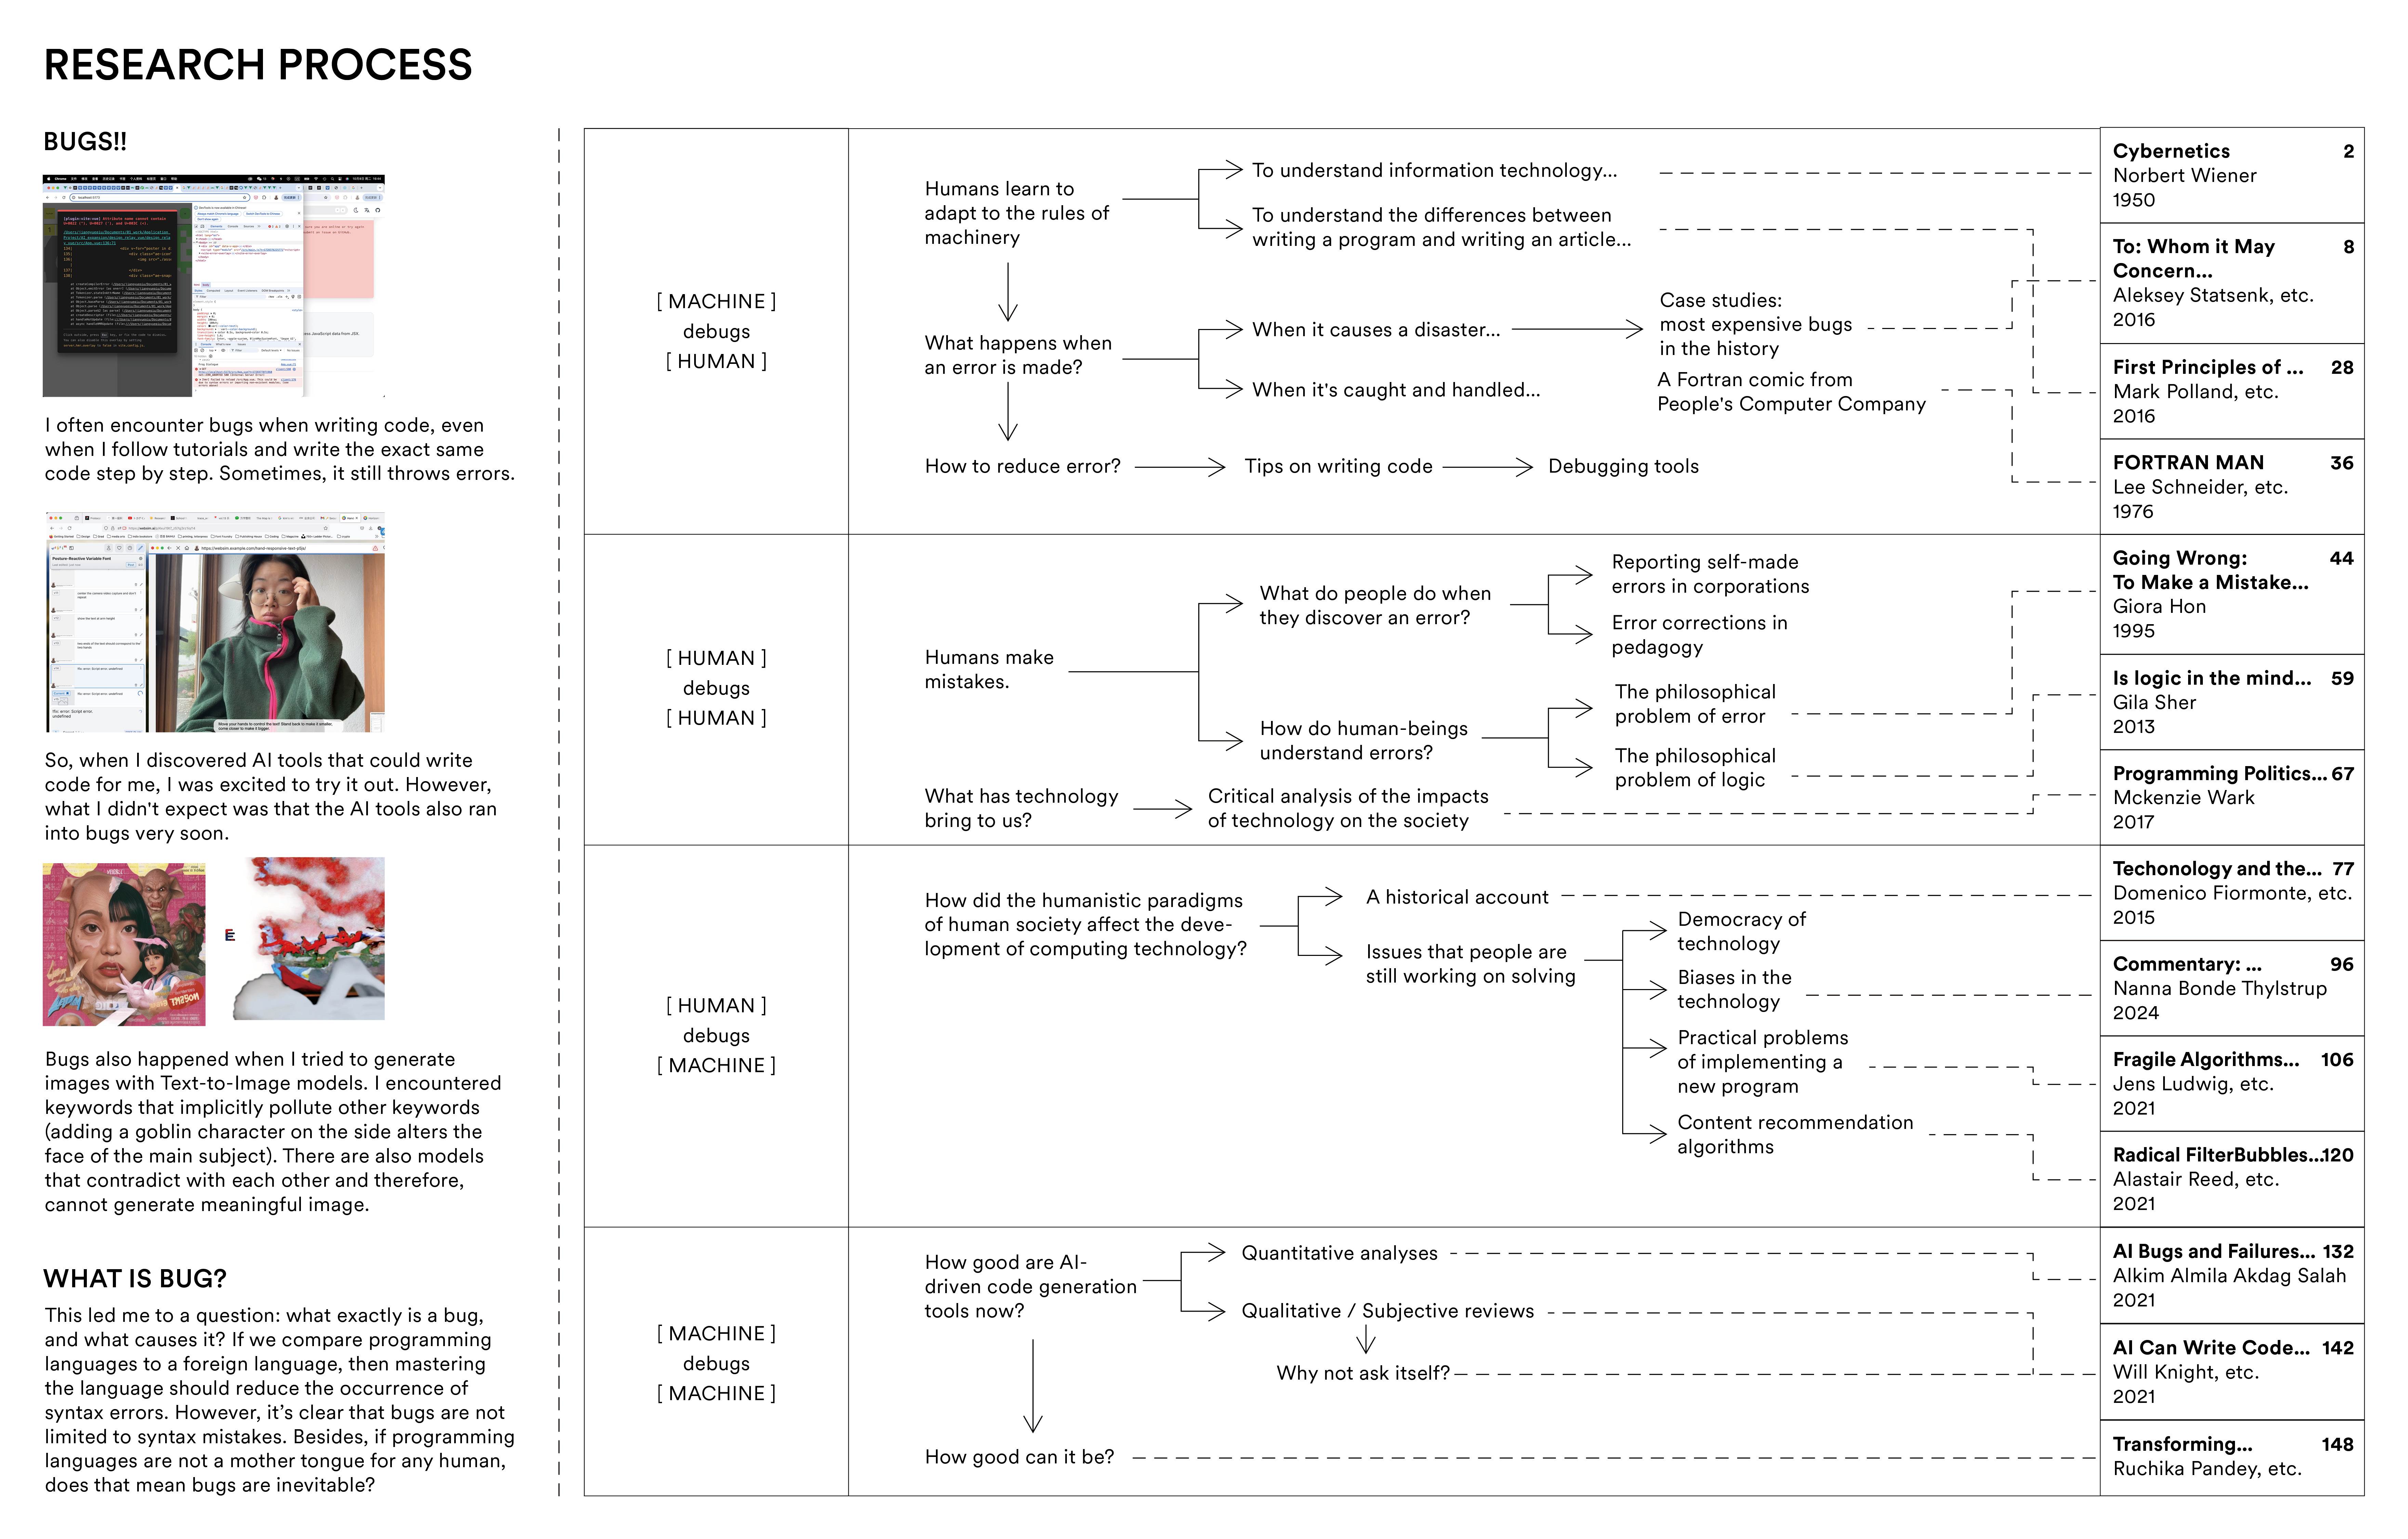 RESEARCH PROCESS
BUGS!!
I often encounter bugs when writing code, even
when I follow tutorials and write the exact same
code step by step. Sometimes, it still throws errors.
So, when I discovered AI tools that could write
code for me, I was excited to try it out. However,
what I didn't expect was that the AI tools also ran
into bugs very soon.
Bugs also happened when I tried to generate
images with Text-to-Image models. I encountered
keywords that implicitly pollute other keywords
(adding a goblin character on the side alters the
face of the main subject). There are also models
that contradict with each other and therefore,
cannot generate meaningful image.
WHAT IS BUG?
This led me to a question: what exactly is a bug,
and what causes it? If we compare programming
languages to a foreign language, then mastering
the language should reduce the occurrence of
syntax errors. However, it's clear that bugs are not
limited to syntax mistakes. Besides, if programming
languages are not a mother tongue for any human,
does that mean bugs are inevitable?
[ MACHINE ]
debugs
[ HUMAN ]
Humans learn to
adapt to the rules of
machinery
To understand information technology...
To understand the differences between
writing a program and writing an article...
What happens when
an error is made?
When it causes a disaster...
Case studies:
most expensive bugs
in the history
When it's caught and handled...
A Fortran comic from
People's Computer Company
How to reduce error?
Tips on writing code
Debugging tools
Cybernetics 2
Norbert Wiener
1950
To: Whom it May 8
Concern...
Aleksey Statsenk, etc.
2016
First Principles of ... 28
Mark Polland, etc.
2016
FORTRAN MAN 36
Lee Schneider, etc.
1976
[ HUMAN ]
debugs
[ HUMAN ]
Humans make
mistakes.
What do people do when
they discover an error?
Reporting self-made
errors in corporations
Error corrections in
pedagogy
How do human-beings
understand errors?
The philosophical
problem of error
The philosophical
problem of logic
What has technology
bring to us?
Critical analysis of the impacts
of technology on the society
Going Wrong: 44
To Make a Mistake...
Giora Hon
1995
Is logic in the mind... 59
Gila Sher
2013
Programming Politics... 67
Mckenzie Wark
2017
[ HUMAN ]
debugs
[ MACHINE ]
How did the humanistic paradigms
of human society affect the deve-
lopment of computing technology?
A historical account
Issues that people are
still working on solving
Democracy of
technology
Biases in the
technology
Practical problems
of implementing a
new program
Content recommendation
algorithms
Techonology and the... 77
Domenico Fiormonte, etc.
2015
Commentary: ... 96
Nanna Bonde Thylstrup
2024
Fragile Algorithms... 106
Jens Ludwig, etc.
2021
Radical FilterBubbles...120
Alastair Reed, etc.
2021
[ MACHINE ]
debugs
[ MACHINE ]
How good are AI-
driven code generation
tools now?
Quantitative analyses
Qualitative / Subjective reviews
Why not ask itself?
How good can it be?
AI Bugs and Failures... 132
Alkim Almila Akdag Salah
2021
AI Can Write Code... 142
Will Knight, etc.
2021
Transforming... 148
Ruchika Pandey, etc.